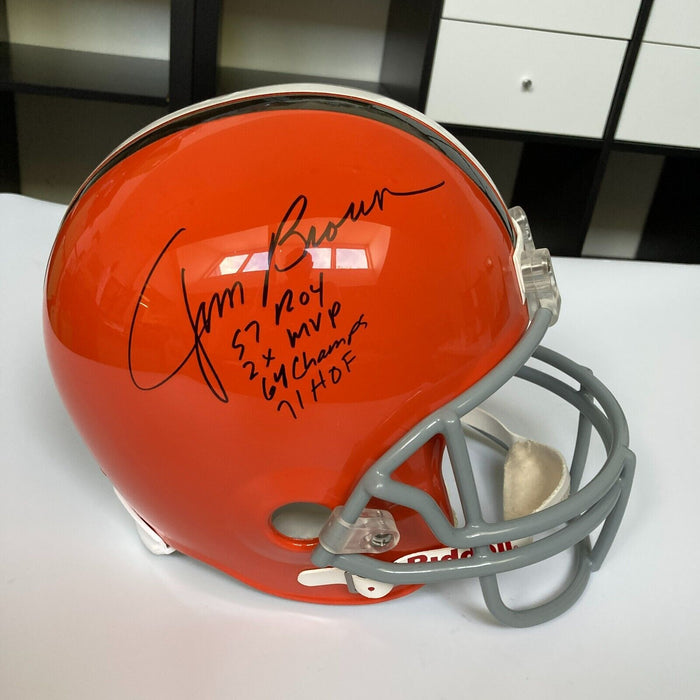 Jim Brown
57 ROY
2x MVP
64 Champs
71 HOF
Riddell